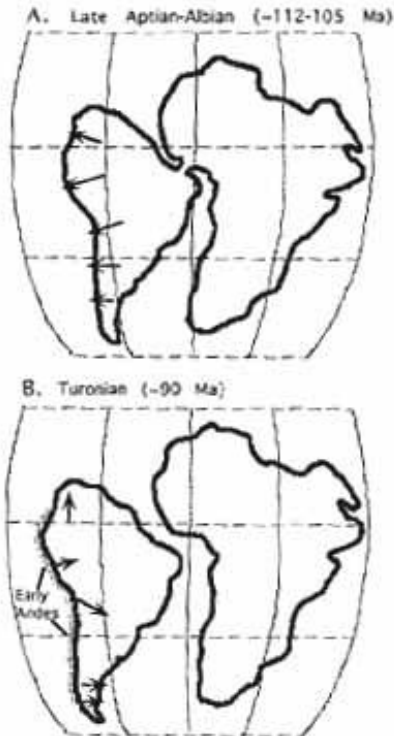 A. Late Aptian-Albian (~112-105 Ma)
B. Turonian (~90 Ma)
Early
Andes